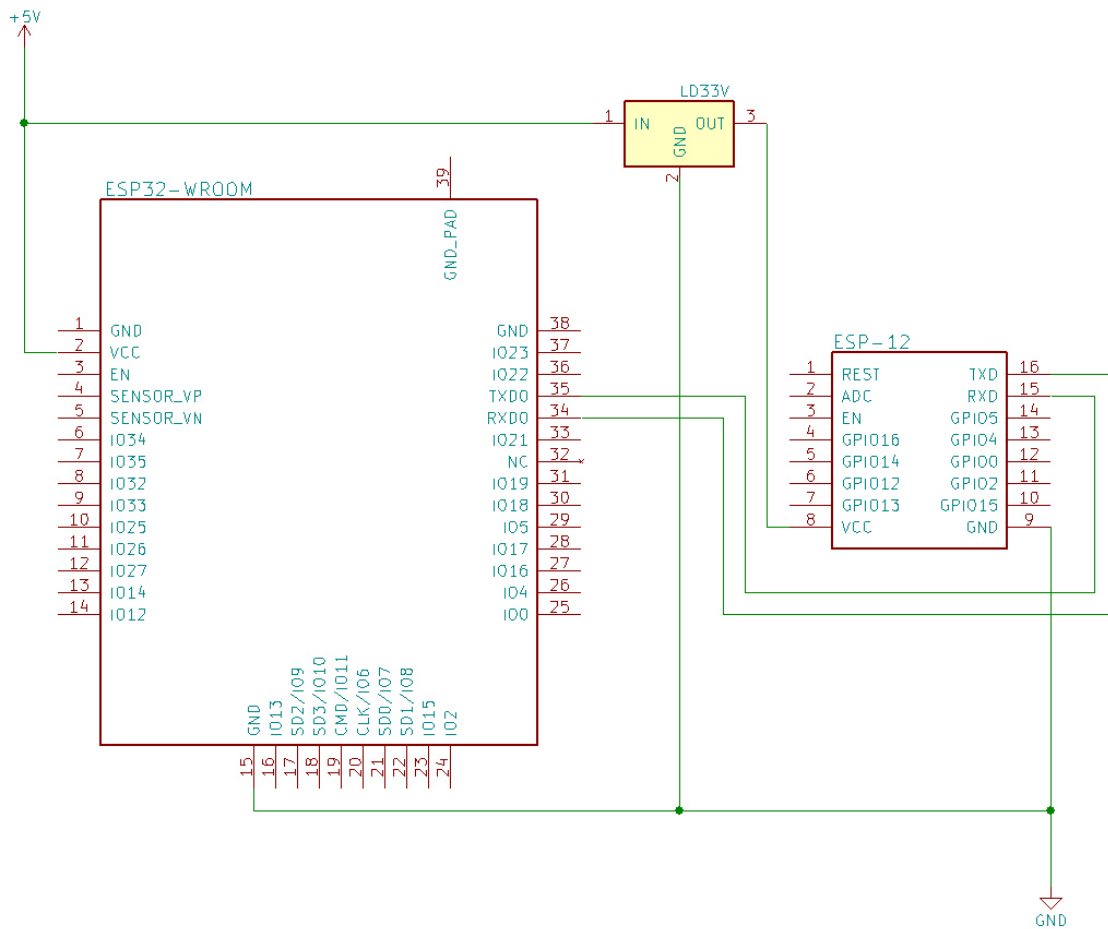 +5V
LD33V
1 IN OUT 3
GND
2
ESP32-WROOM
39
GND_PAD
1 GND
2 VCC
3 EN
4 SENSOR_VP
5 SENSOR_VN
6 IO34
7 IO35
8 IO32
9 IO33
10 IO25
11 IO26
12 IO27
13 IO14
14 IO12
GND 38
IO23 37
IO22 36
TXD0 35
RXD0 34
IO21 33
NC 32
IO19 31
IO18 30
IO5 29
IO17 28
IO16 27
IO4 26
IO0 25
GND 15
IO13 16
SD2/IO9 17
SD3/IO10 18
CMD/IO11 19
CLK/IO6 20
SD0/IO7 21
SD1/IO8 22
IO15 23
IO2 24
ESP-12
1 REST
2 ADC
3 EN
4 GPIO16
5 GPIO14
6 GPIO12
7 GPIO13
8 VCC
TXD 16
RXD 15
GPIO5 14
GPIO4 13
GPIO0 12
GPIO2 11
GPIO15 10
GND 9
GND